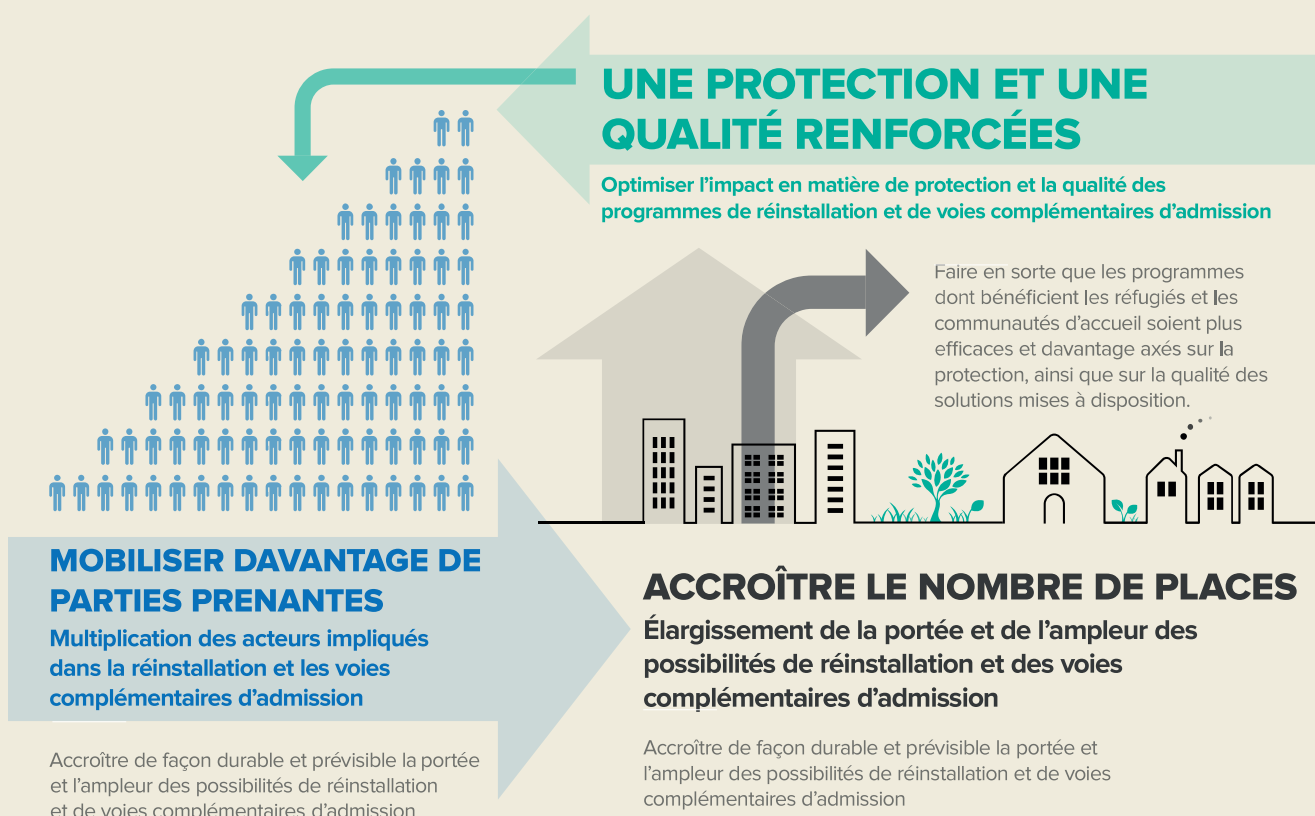 UNE PROTECTION ET UNE
QUALITÉ RENFORCÉES
Optimiser l’impact en matière de protection et la qualité des
programmes de réinstallation et de voies complémentaires d’admission
Faire en sorte que les programmes
dont bénéficient les réfugiés et les
communautés d’accueil soient plus
efficaces et davantage axés sur la
protection, ainsi que sur la qualité des
solutions mises à disposition.
MOBILISER DAVANTAGE DE
PARTIES PRENANTES
Multiplication des acteurs impliqués
dans la réinstallation et les voies
complémentaires d’admission
Accroître de façon durable et prévisible la portée
et l’ampleur des possibilités de réinstallation
et de voies complémentaires d’admission
ACCROÎTRE LE NOMBRE DE PLACES
Élargissement de la portée et de l’ampleur des
possibilités de réinstallation et des voies
complémentaires d’admission
Accroître de façon durable et prévisible la portée et
l’ampleur des possibilités de réinstallation et de voies
complémentaires d’admission